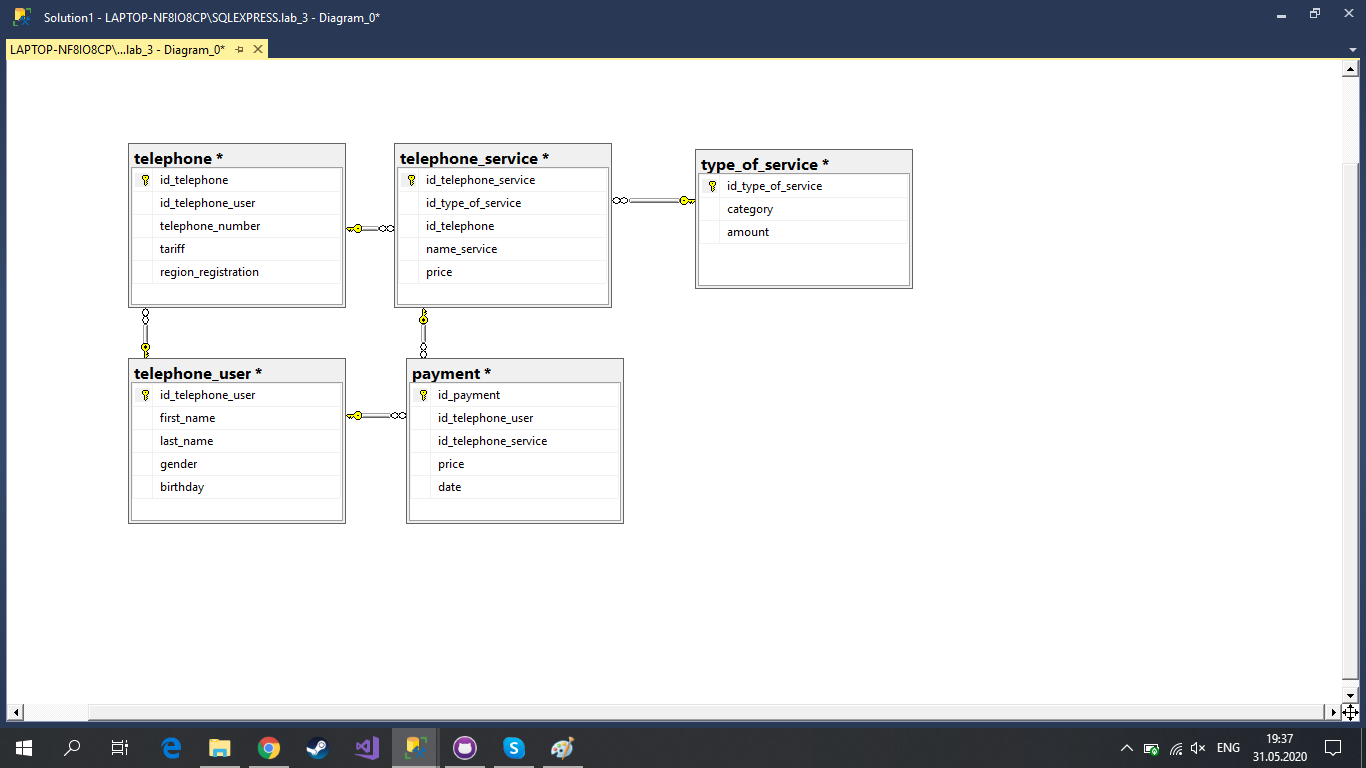 Solution1 - LAPTOP-NF8IO8CP\SQLEXPRESS.lab_3 - Diagram_0*
LAPTOP-NF8IO8CP\...lab_3 - Diagram_0*
telephone *
id_telephone
id_telephone_user
telephone_number
tariff
region_registration
telephone_service *
id_telephone_service
id_type_of_service
id_telephone
name_service
price
type_of_service *
id_type_of_service
category
amount
telephone_user *
id_telephone_user
first_name
last_name
gender
birthday
payment *
id_payment
id_telephone_user
id_telephone_service
price
date
ENG
19:37
31.05.2020